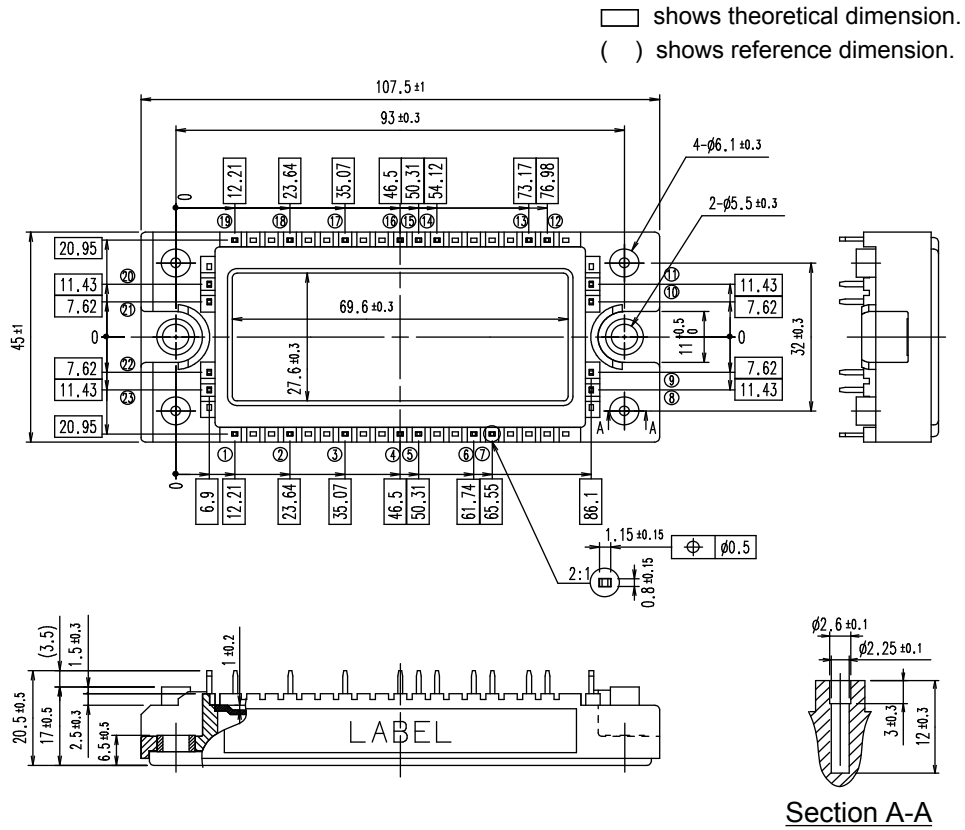 ▭ shows theoretical dimension.
( ) shows reference dimension.
107.5 ±1
93 ±0.3
4-ø6.1 ±0.3
2-ø5.5 ±0.3
0 12.21 23.64 35.07 46.5 50.31 54.12 73.17 76.98
⑲ ⑱ ⑰ ⑯ ⑮ ⑭ ⑬ ⑫
20.95
11.43
7.62
0
7.62
11.43
20.95
45 ±1
⑳
㉑
㉒
㉓
69.6 ±0.3
27.6 ±0.3
⑪
⑩
⑨
⑧
11 +0.5 0
11.43
7.62
0
7.62
11.43
32 ±0.3
A A
① ② ③ ④ ⑤ ⑥ ⑦
0 6.9 12.21 23.64 35.07 46.5 50.31 61.74 65.55 86.1
1.15 ±0.15
⌖ ø0.5
2:1
0.8 ±0.15
(3.5)
1.5 ±0.3
1 ±0.2
20.5 ±0.5
17 ±0.5
2.5 ±0.3
6.5 ±0.5
LABEL
ø2.6 ±0.1
ø2.25 ±0.1
3 ±0.3
12 ±0.3
Section A-A